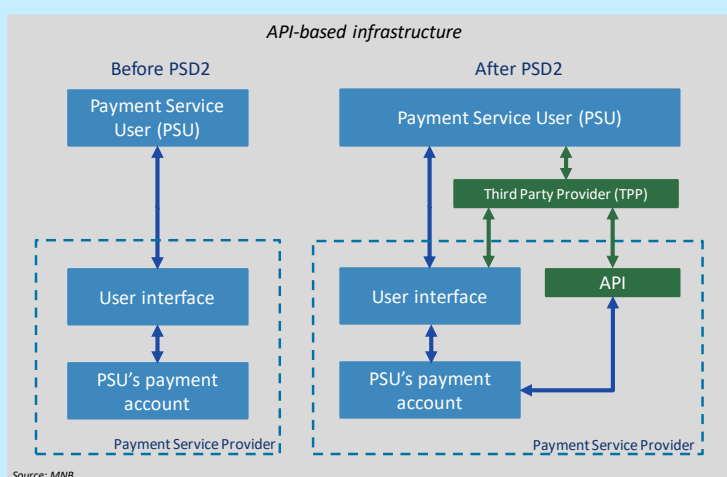 API-based infrastructure
Before PSD2
Payment Service
User (PSU)
User interface
PSU's payment
account
Payment Service Provider
After PSD2
Payment Service User (PSU)
Third Party Provider (TPP)
User interface
API
PSU's payment
account
Payment Service Provider
Source: MNB